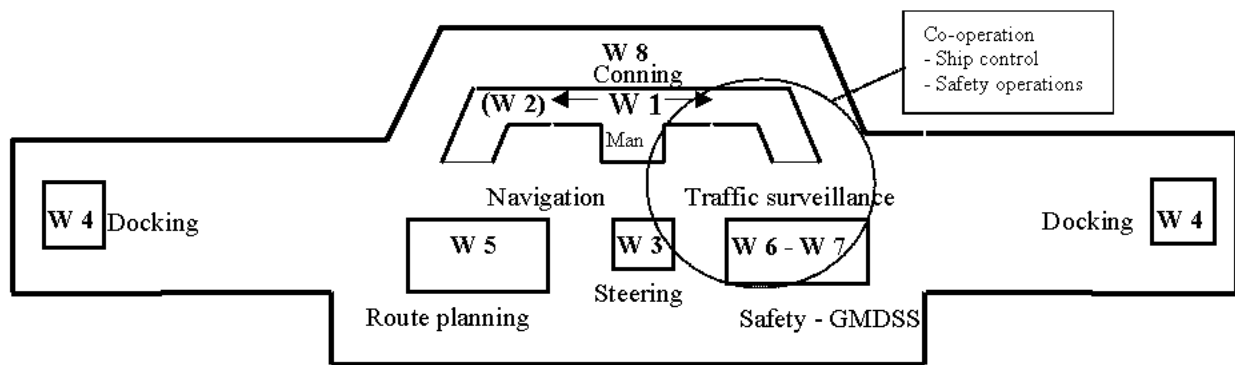 W 8
Conning
Co-operation
- Ship control
- Safety operations
(W 2)
W 1
Man
Navigation
Traffic surveillance
W 4
Docking
W 5
W 3
W 6 - W 7
Docking
W 4
Steering
Route planning
Safety - GMDSS